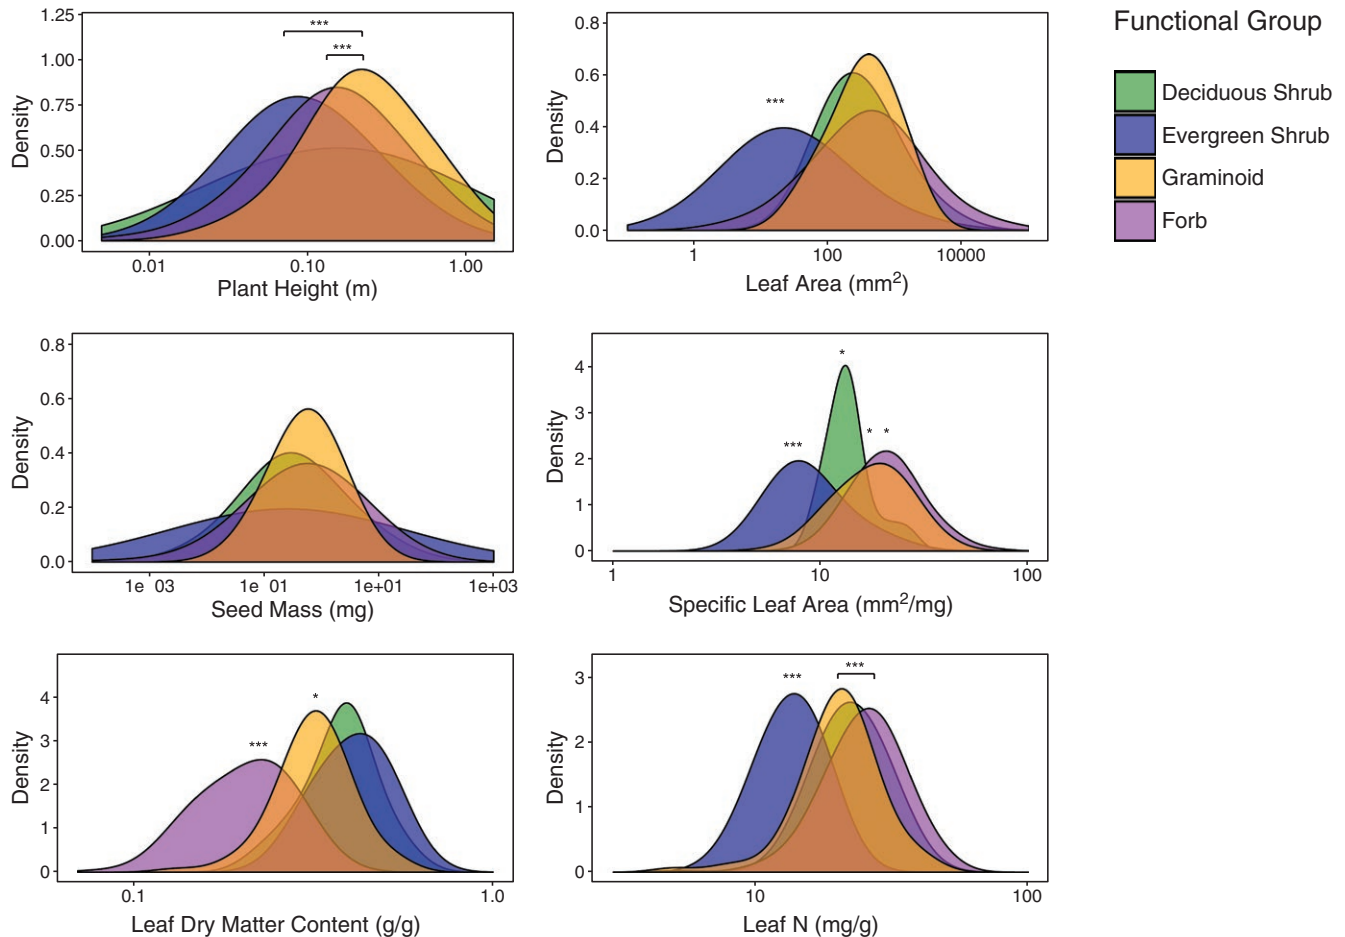 Functional Group
Deciduous Shrub
Evergreen Shrub
Graminoid
Forb
1.25
1.00
0.75
0.50
0.25
0.00
Density
***
***
0.01
0.10
1.00
Plant Height (m)
0.8
0.6
0.4
0.2
0.0
Density
***
1
100
10000
Leaf Area (mm²)
0.8
0.6
0.4
0.2
0.0
Density
1e 03
1e 01
1e+01
1e+03
Seed Mass (mg)
4
3
2
1
0
Density
*
* *
***
1
10
100
Specific Leaf Area (mm²/mg)
4
3
2
1
0
Density
*
***
0.1
1.0
Leaf Dry Matter Content (g/g)
3
2
1
0
Density
***
***
10
100
Leaf N (mg/g)